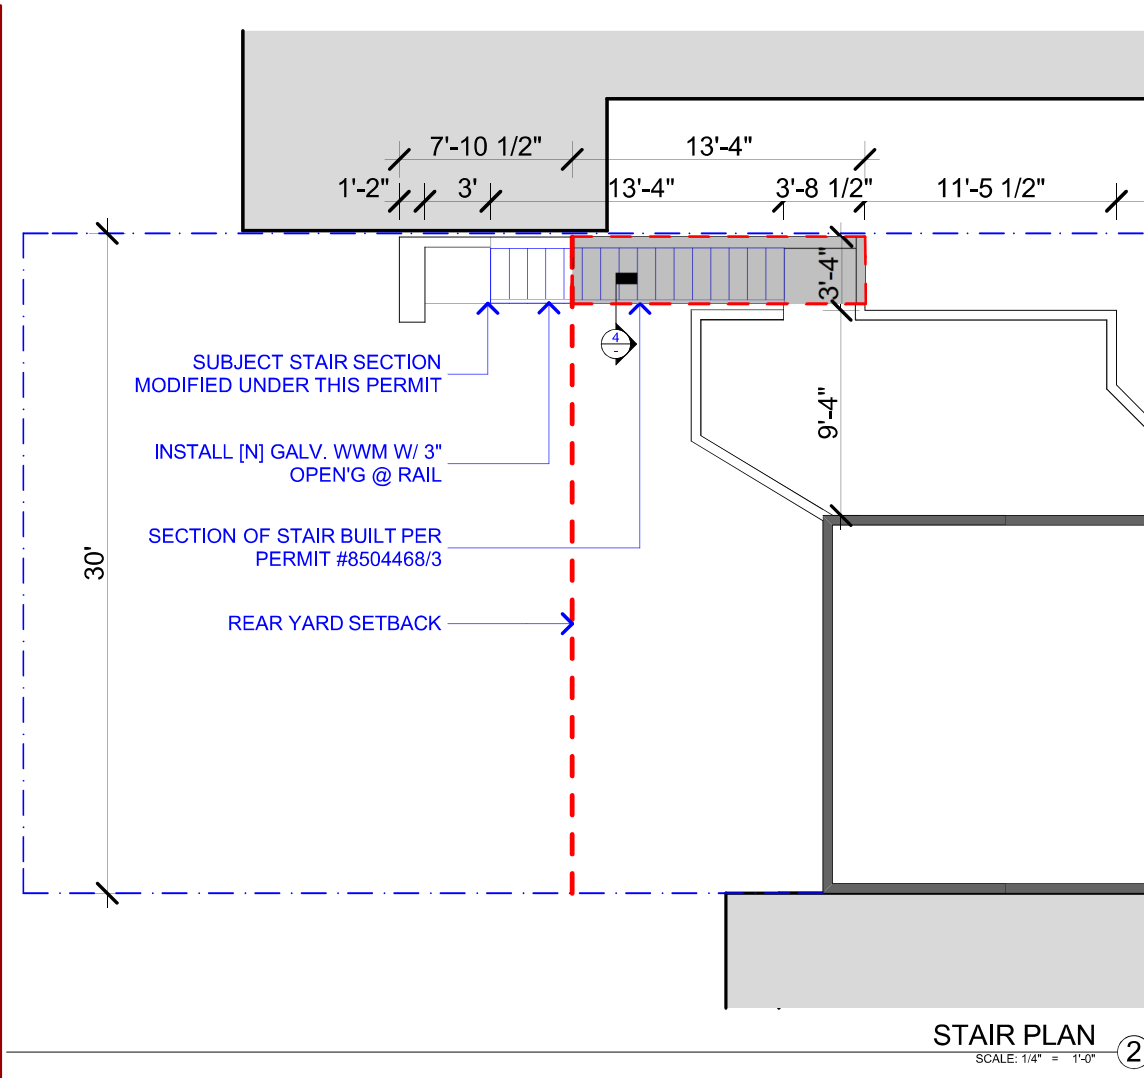 7'-10 1/2" 13'-4"
1'-2" 3' 13'-4" 3'-8 1/2" 11'-5 1/2"
3'-4"
4
-
SUBJECT STAIR SECTION
MODIFIED UNDER THIS PERMIT
9'-4"
INSTALL [N] GALV. WWM W/ 3"
OPEN'G @ RAIL
SECTION OF STAIR BUILT PER
PERMIT #8504468/3
30'
REAR YARD SETBACK
STAIR PLAN
SCALE: 1/4" = 1'-0"
2